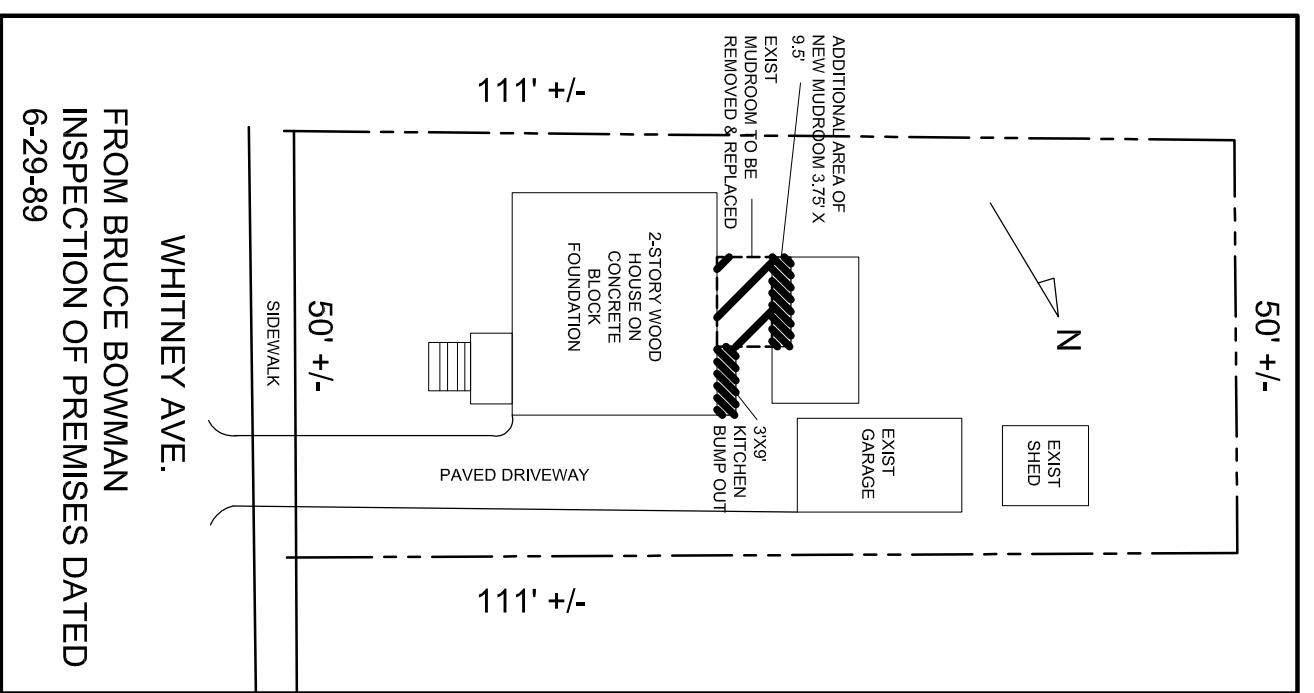 50' +/-
N
EXIST
SHED
EXIST
GARAGE
ADDITIONAL AREA OF
NEW MUDROOM 3.75' X
9.5'
EXIST
MUDROOM TO BE
REMOVED & REPLACED
3'X9'
KITCHEN
BUMP OUT
111' +/-
111' +/-
2-STORY WOOD
HOUSE ON
CONCRETE
BLOCK
FOUNDATION
PAVED DRIVEWAY
50' +/-
SIDEWALK
WHITNEY AVE.
FROM BRUCE BOWMAN
INSPECTION OF PREMISES DATED
6-29-89